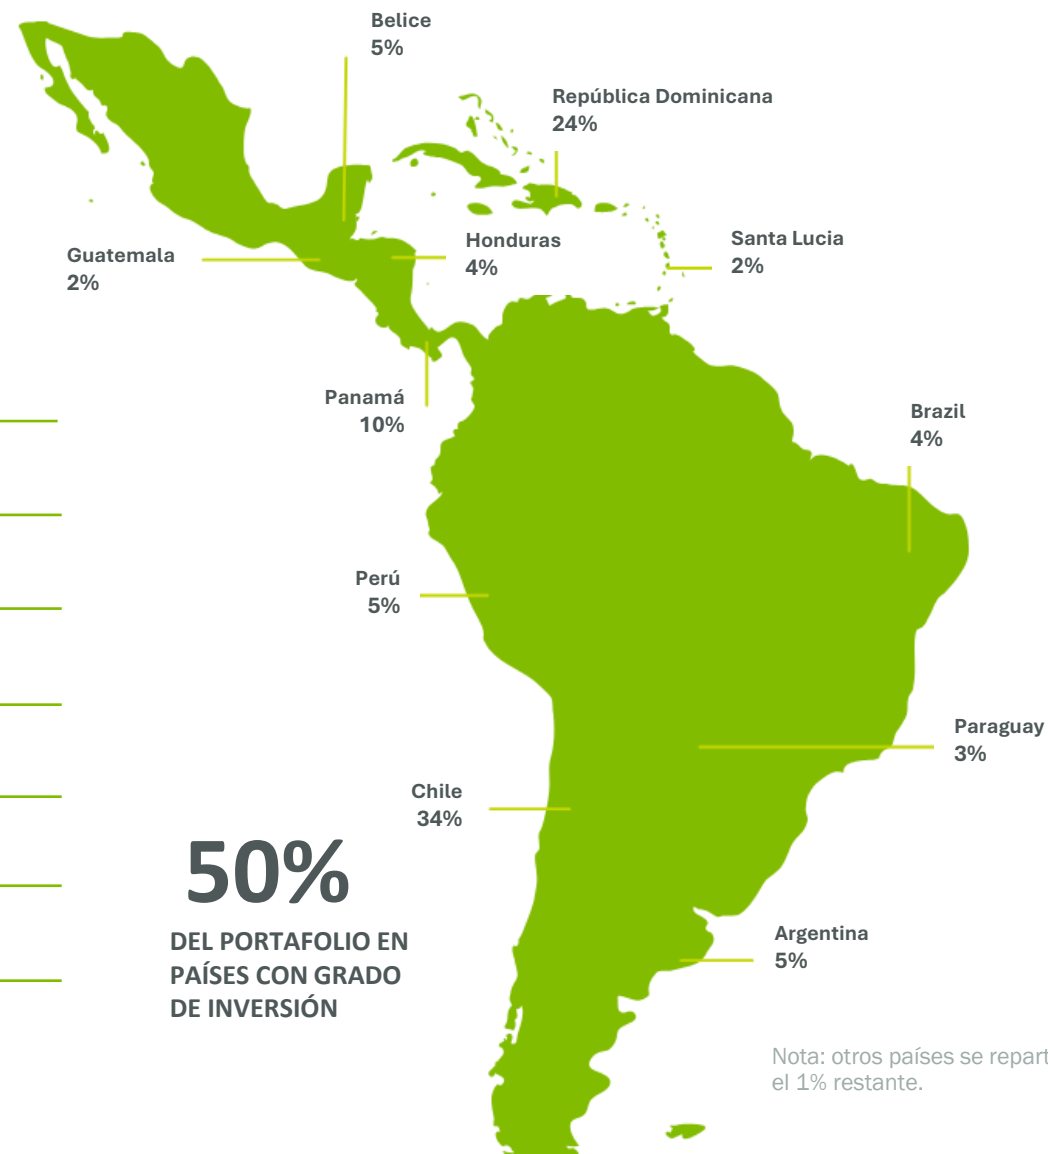 Belice
5%
República Dominicana
24%
Guatemala
2%
Honduras
4%
Santa Lucia
2%
Panamá
10%
Brazil
4%
Perú
5%
Paraguay
3%
Chile
34%
50%
DEL PORTAFOLIO EN
PAÍSES CON GRADO
DE INVERSIÓN
Argentina
5%
Nota: otros países se repart
el 1% restante.